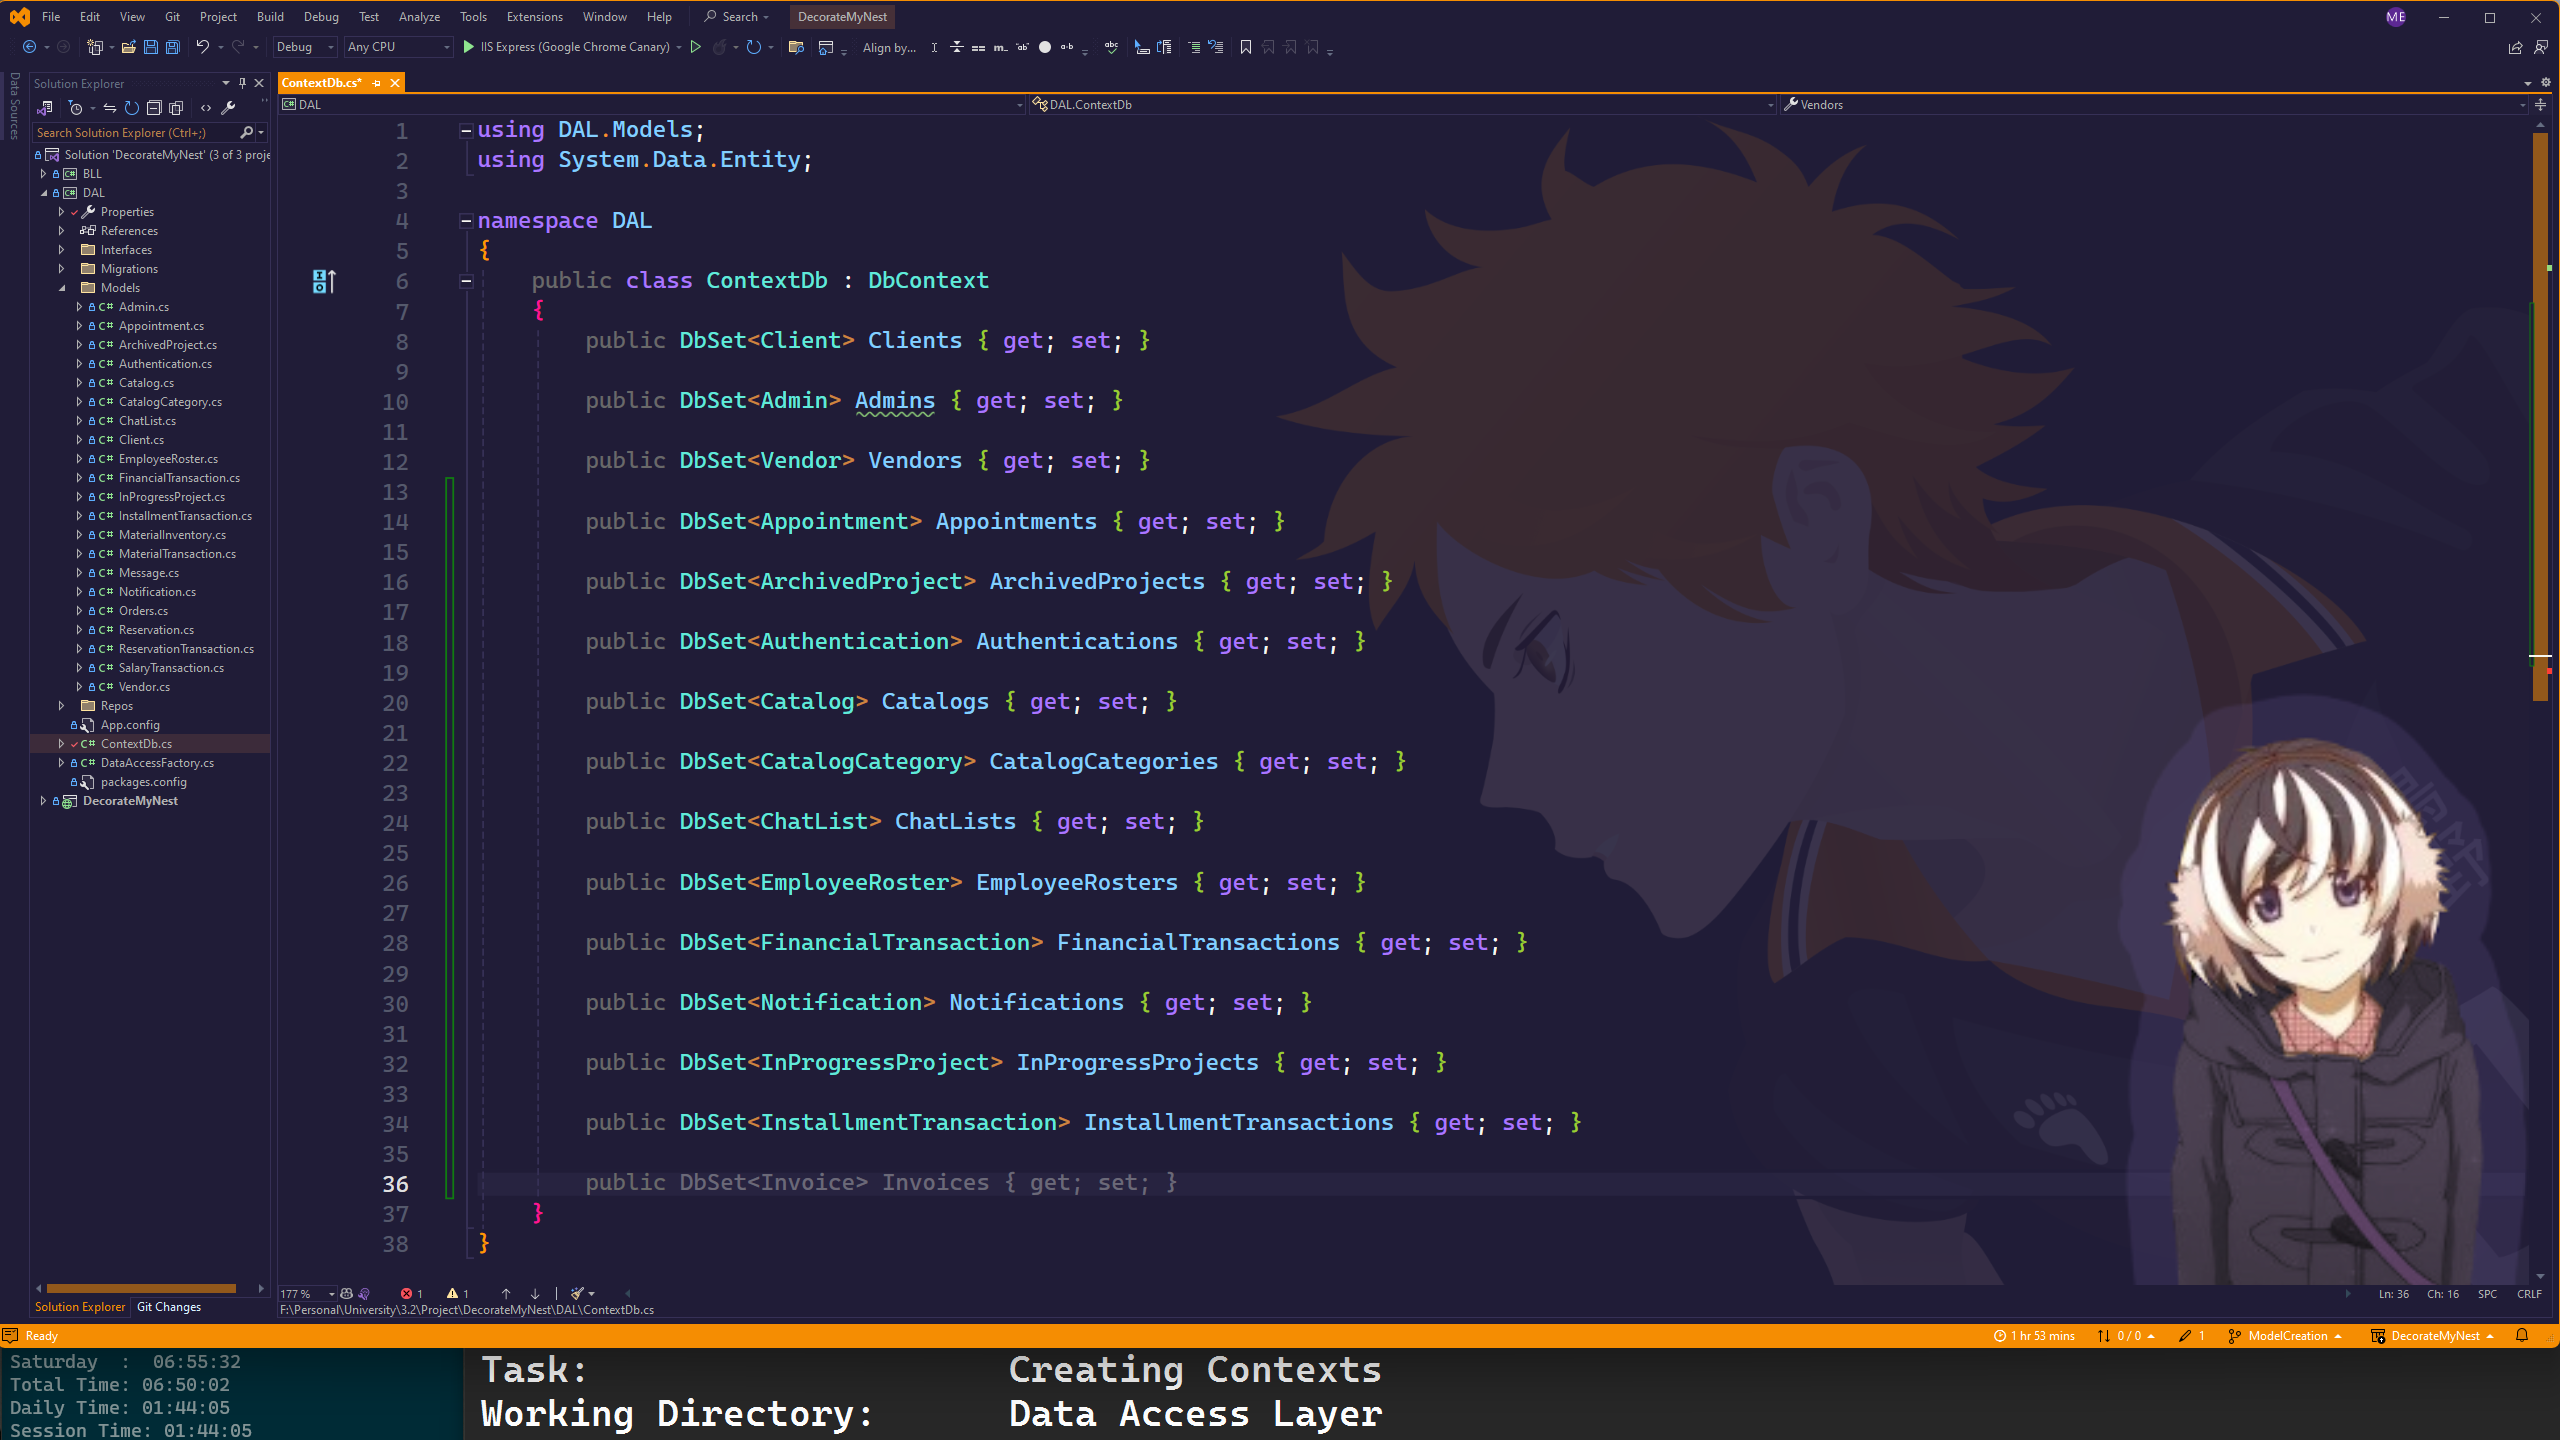 File Edit View Git Project Build Debug Test Analyze Tools Extensions Window Help Search DecorateMyNest ME
Debug Any CPU IIS Express (Google Chrome Canary) Align by...
Data Sources
Solution Explorer
Search Solution Explorer (Ctrl+;)
Solution 'DecorateMyNest' (3 of 3 proje
BLL
DAL
Properties
References
Interfaces
Migrations
Models
C# Admin.cs
C# Appointment.cs
C# ArchivedProject.cs
C# Authentication.cs
C# Catalog.cs
C# CatalogCategory.cs
C# ChatList.cs
C# Client.cs
C# EmployeeRoster.cs
C# FinancialTransaction.cs
C# InProgressProject.cs
C# InstallmentTransaction.cs
C# MaterialInventory.cs
C# MaterialTransaction.cs
C# Message.cs
C# Notification.cs
C# Orders.cs
C# Reservation.cs
C# ReservationTransaction.cs
C# SalaryTransaction.cs
C# Vendor.cs
Repos
App.config
C# ContextDb.cs
C# DataAccessFactory.cs
packages.config
DecorateMyNest
Solution Explorer Git Changes
ContextDb.cs*
DAL DAL.ContextDb Vendors
1 using DAL.Models;
2 using System.Data.Entity;
3
4 namespace DAL
5 {
6 public class ContextDb : DbContext
7 {
8 public DbSet<Client> Clients { get; set; }
9
10 public DbSet<Admin> Admins { get; set; }
11
12 public DbSet<Vendor> Vendors { get; set; }
13
14 public DbSet<Appointment> Appointments { get; set; }
15
16 public DbSet<ArchivedProject> ArchivedProjects { get; set; }
17
18 public DbSet<Authentication> Authentications { get; set; }
19
20 public DbSet<Catalog> Catalogs { get; set; }
21
22 public DbSet<CatalogCategory> CatalogCategories { get; set; }
23
24 public DbSet<ChatList> ChatLists { get; set; }
25
26 public DbSet<EmployeeRoster> EmployeeRosters { get; set; }
27
28 public DbSet<FinancialTransaction> FinancialTransactions { get; set; }
29
30 public DbSet<Notification> Notifications { get; set; }
31
32 public DbSet<InProgressProject> InProgressProjects { get; set; }
33
34 public DbSet<InstallmentTransaction> InstallmentTransactions { get; set; }
35
36 public DbSet<Invoice> Invoices { get; set; }
37 }
38 }
177 % 1 1 Ln: 36 Ch: 16 SPC CRLF
F:\Personal\University\3.2\Project\DecorateMyNest\DAL\ContextDb.cs
Ready 1 hr 53 mins 0 / 0 1 ModelCreation DecorateMyNest
Saturday : 06:55:32
Total Time: 06:50:02
Daily Time: 01:44:05
Session Time: 01:44:05
Task: Creating Contexts
Working Directory: Data Access Layer